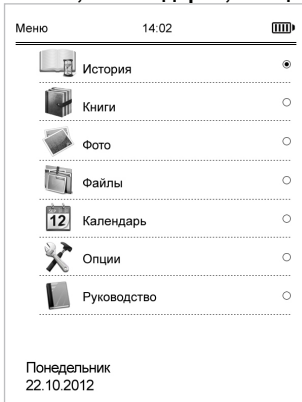 Меню 14:02
История
Книги
Фото
Файлы
12 Календарь
Опции
Руководство
Понедельник
22.10.2012